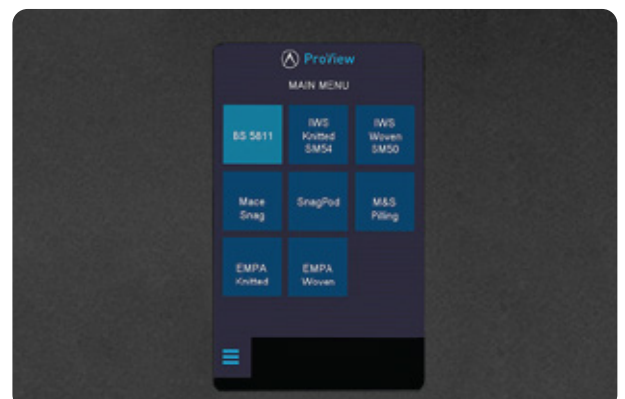 ProView
MAIN MENU
BS 5811
IWS
Knitted
SM54
IWS
Woven
SM50
Mace
Snag
SnagPod
M&S
Pilling
EMPA
Knitted
EMPA
Woven